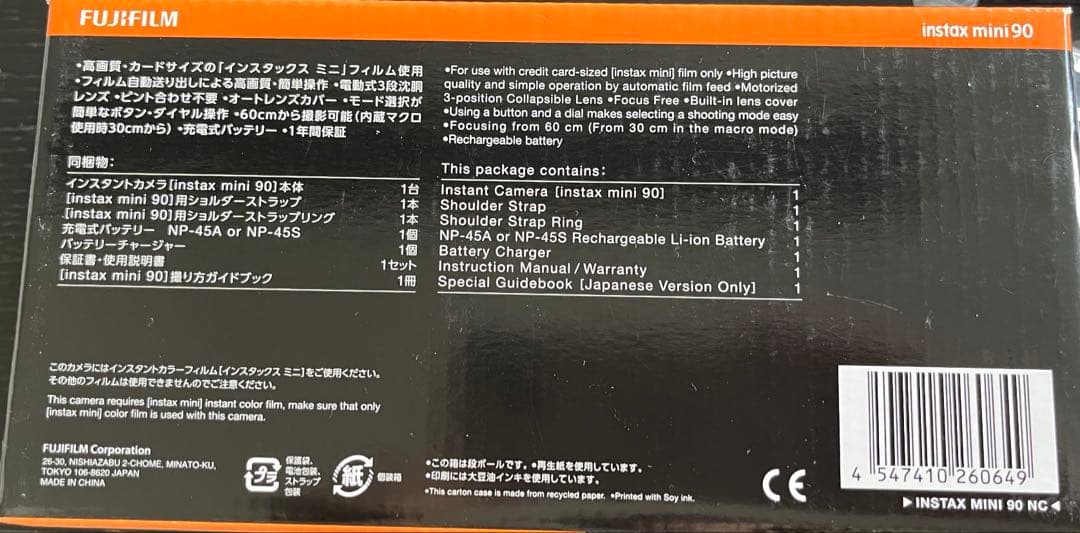 FUJIFILM
instax mini 90
•高画質・カードサイズの「インスタックス ミニ」フィルム使用
•フィルム自動送り出しによる高画質・簡単操作 •電動式3段沈胴
レンズ •ピント合わせ不要 •オートレンズカバー •モード選択が
簡単なボタン・ダイヤル操作 •60cmから撮影可能(内蔵マクロ
使用時30cmから) •充電式バッテリー •1年間保証
同梱物:
インスタントカメラ[instax mini 90]本体 1台
[instax mini 90]用ショルダーストラップ 1本
[instax mini 90]用ショルダーストラップリング 1本
充電式バッテリー NP-45A or NP-45S 1個
バッテリーチャージャー 1個
保証書・使用説明書 1セット
[instax mini 90]撮り方ガイドブック 1冊
•For use with credit card-sized [instax mini] film only •High picture
quality and simple operation by automatic film feed •Motorized
3-position Collapsible Lens •Focus Free •Built-in lens cover
•Using a button and a dial makes selecting a shooting mode easy
•Focusing from 60 cm (From 30 cm in the macro mode)
•Rechargeable battery
This package contains:
Instant Camera [instax mini 90] 1
Shoulder Strap 1
Shoulder Strap Ring 1
NP-45A or NP-45S Rechargeable Li-ion Battery 1
Battery Charger 1
Instruction Manual / Warranty 1
Special Guidebook [Japanese Version Only] 1
このカメラにはインスタントカラーフィルム[インスタックス ミニ]をご使用ください。
その他のフィルムは使用できませんのでご注意ください。
This camera requires [instax mini] instant color film, make sure that only
[instax mini] color film is used with this camera.
FUJIFILM Corporation
26-30, NISHIAZABU 2-CHOME, MINATO-KU,
TOKYO 106-8620 JAPAN
MADE IN CHINA
プラ
保護袋、
電池包装、
ストラップ
包装
紙
個装箱
•この箱は段ボールです。 •再生紙を使用しています。
•印刷には大豆油インキを使用しています。
•This carton case is made from recycled paper. •Printed with Soy ink.
CE
4 547410 260649
▶ INSTAX MINI 90 NC ◀